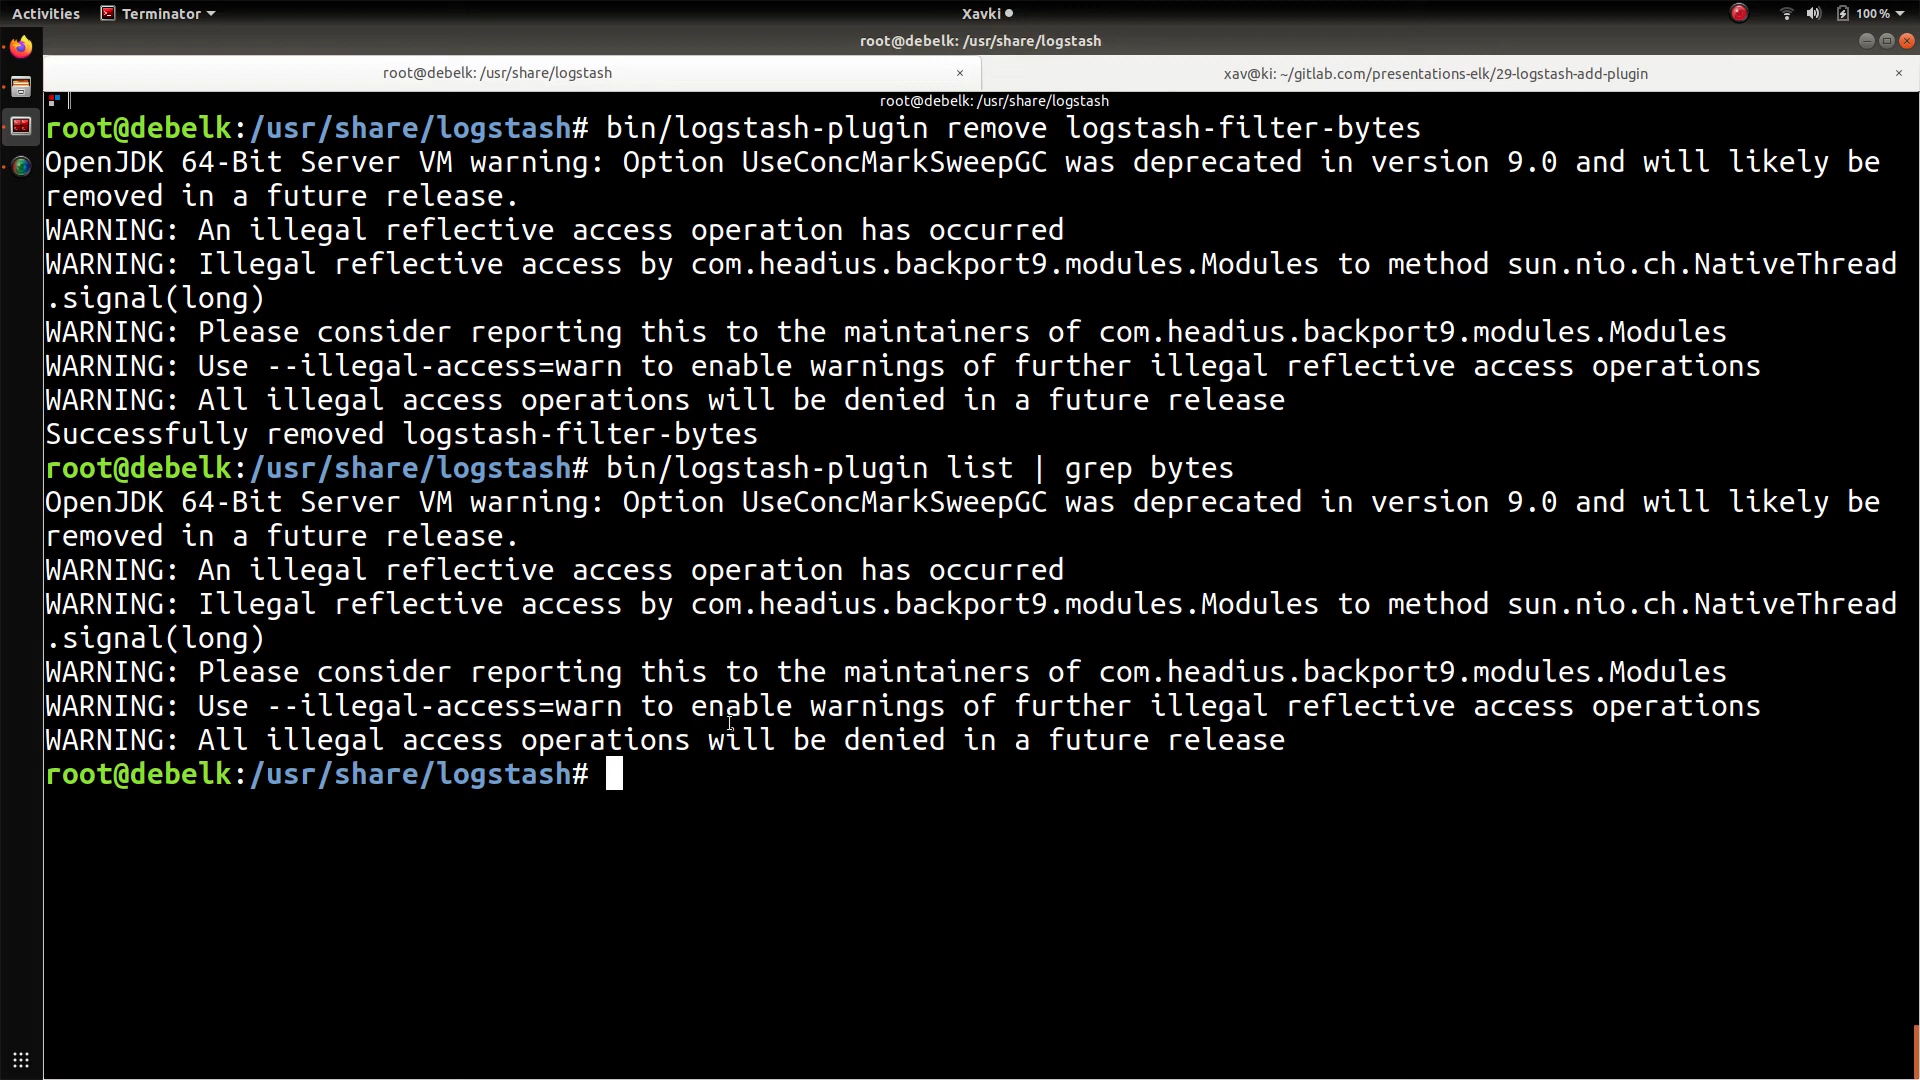 Activities Terminator Xavki 100 %
root@debelk: /usr/share/logstash
root@debelk: /usr/share/logstash × xav@ki: ~/gitlab.com/presentations-elk/29-logstash-add-plugin ×
root@debelk: /usr/share/logstash
root@debelk:/usr/share/logstash# bin/logstash-plugin remove logstash-filter-bytes
OpenJDK 64-Bit Server VM warning: Option UseConcMarkSweepGC was deprecated in version 9.0 and will likely be
removed in a future release.
WARNING: An illegal reflective access operation has occurred
WARNING: Illegal reflective access by com.headius.backport9.modules.Modules to method sun.nio.ch.NativeThread
.signal(long)
WARNING: Please consider reporting this to the maintainers of com.headius.backport9.modules.Modules
WARNING: Use --illegal-access=warn to enable warnings of further illegal reflective access operations
WARNING: All illegal access operations will be denied in a future release
Successfully removed logstash-filter-bytes
root@debelk:/usr/share/logstash# bin/logstash-plugin list | grep bytes
OpenJDK 64-Bit Server VM warning: Option UseConcMarkSweepGC was deprecated in version 9.0 and will likely be
removed in a future release.
WARNING: An illegal reflective access operation has occurred
WARNING: Illegal reflective access by com.headius.backport9.modules.Modules to method sun.nio.ch.NativeThread
.signal(long)
WARNING: Please consider reporting this to the maintainers of com.headius.backport9.modules.Modules
WARNING: Use --illegal-access=warn to enable warnings of further illegal reflective access operations
WARNING: All illegal access operations will be denied in a future release
root@debelk:/usr/share/logstash#